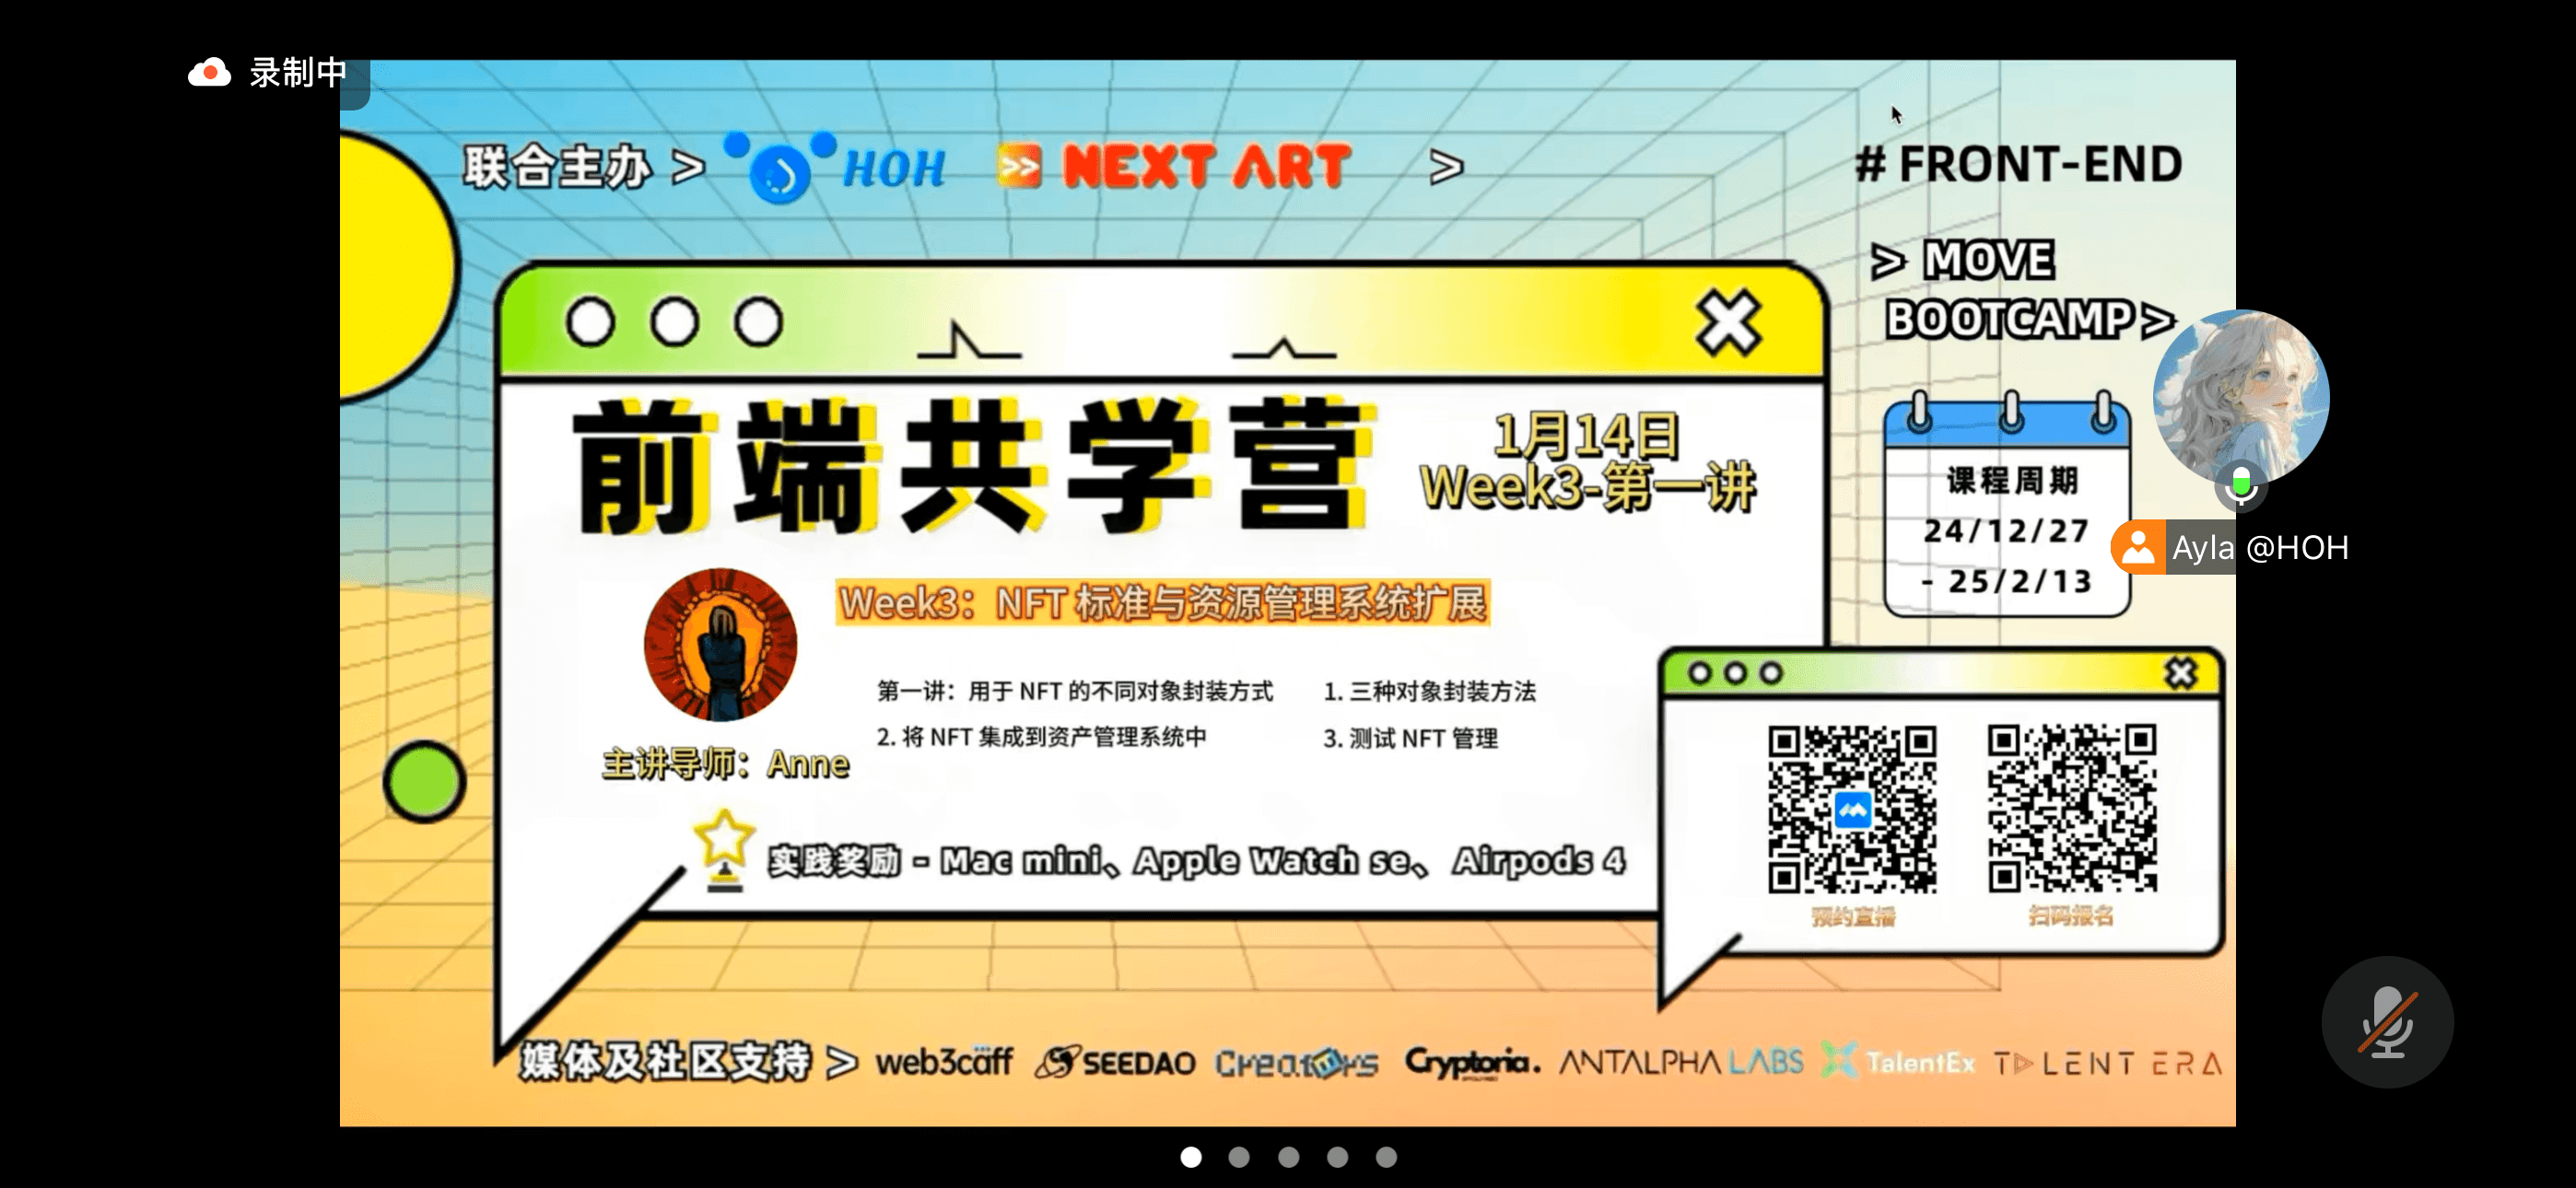 录制中
联合主办 > HOH NEXT ART >
# FRONT-END
> MOVE
BOOTCAMP>
前端共学营
1月14日
Week3-第一讲
课程周期
24/12/27
- 25/2/13
Ayla @HOH
Week3：NFT 标准与资源管理系统扩展
第一讲：用于 NFT 的不同对象封装方式
1. 三种对象封装方法
2. 将 NFT 集成到资产管理系统中
3. 测试 NFT 管理
主讲导师：Anne
实践奖励 - Mac mini、Apple Watch se、 Airpods 4
预约直播
扫码报名
媒体及社区支持 > web3caff SEEDAO Creators Cryptoria. ANTALPHA LABS TalentEx TALENT ERA